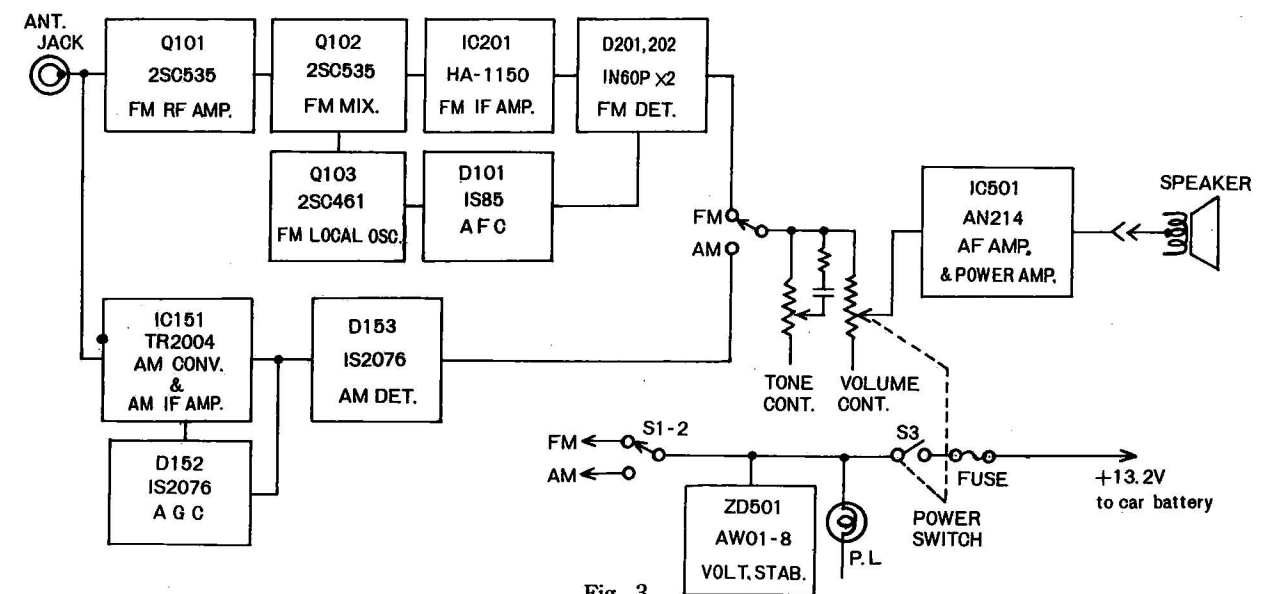 ANT.
JACK
Q101
2SC535
FM RF AMP.
Q102
2SC535
FM MIX.
IC201
HA-1150
FM IF AMP.
D201,202
IN60P ×2
FM DET.
Q103
2SC461
FM LOCAL OSC.
D101
IS85
AFC
FM
AM
IC501
AN214
AF AMP.
& POWER AMP.
SPEAKER
IC151
TR2004
AM CONV.
&
AM IF AMP.
D153
IS2076
AM DET.
TONE
CONT.
VOLUME
CONT.
D152
IS2076
AGC
FM
AM
S1-2
S3
FUSE
+13.2V
to car battery
POWER
SWITCH
ZD501
AW01-8
VOLT. STAB.
P.L
Fig. 3